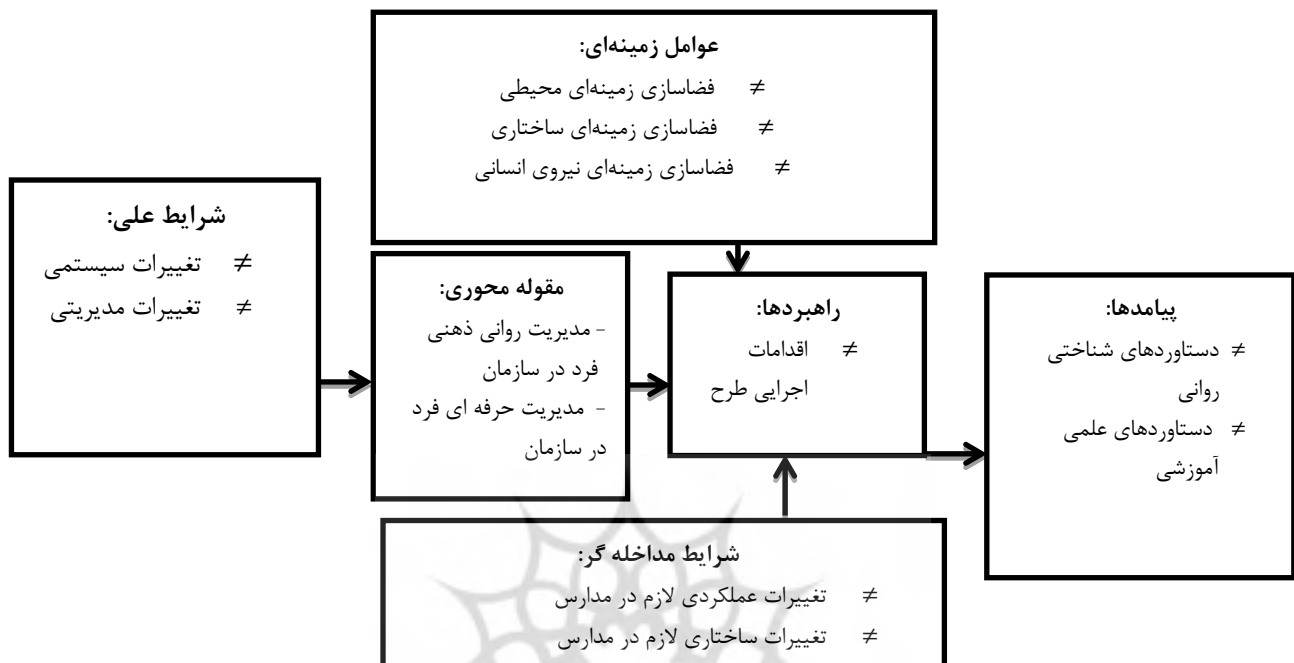 عوامل زمینه‌ای:
≠ فضاسازی زمینه‌ای محیطی
≠ فضاسازی زمینه‌ای ساختاری
≠ فضاسازی زمینه‌ای نیروی انسانی
شرایط علی:
≠ تغییرات سیستمی
≠ تغییرات مدیریتی
مقوله محوری:
- مدیریت روانی ذهنی
فرد در سازمان
- مدیریت حرفه ای فرد
در سازمان
راهبردها:
≠ اقدامات
اجرایی طرح
پیامدها:
≠ دستاوردهای شناختی
روانی
≠ دستاوردهای علمی
آموزشی
شرایط مداخله گر:
≠ تغییرات عملکردی لازم در مدارس
≠ تغییرات ساختاری لازم در مدارس